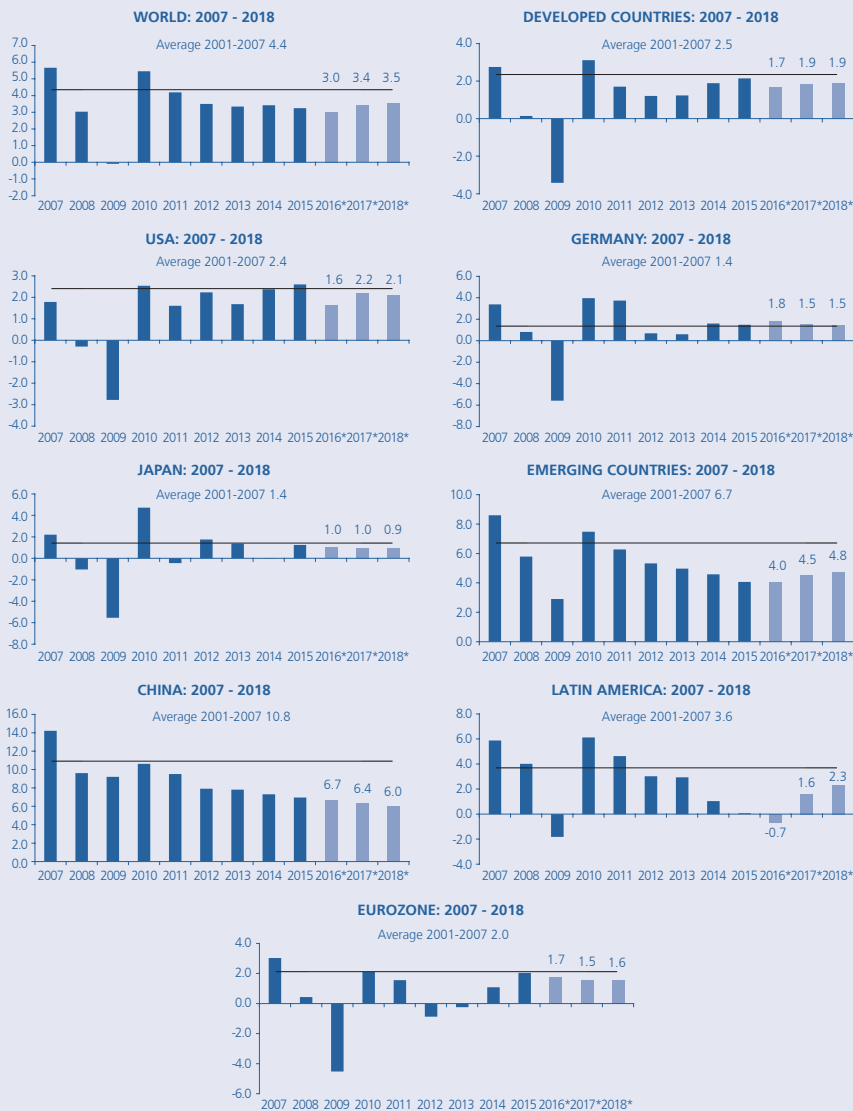 WORLD: 2007 - 2018
Average 2001-2007 4.4
7.0
6.0
5.0
4.0
3.0
2.0
1.0
0.0
-1.0
-2.0
3.0 3.4 3.5
2007 2008 2009 2010 2011 2012 2013 2014 2015 2016* 2017* 2018*
DEVELOPED COUNTRIES: 2007 - 2018
Average 2001-2007 2.5
4.0
2.0
0.0
-2.0
-4.0
1.7 1.9 1.9
2007 2008 2009 2010 2011 2012 2013 2014 2015 2016* 2017* 2018*
USA: 2007 - 2018
Average 2001-2007 2.4
3.0
2.0
1.0
0.0
-1.0
-2.0
-3.0
-4.0
1.6 2.2 2.1
2007 2008 2009 2010 2011 2012 2013 2014 2015 2016* 2017* 2018*
GERMANY: 2007 - 2018
Average 2001-2007 1.4
6.0
4.0
2.0
0.0
-2.0
-4.0
-6.0
-8.0
1.8 1.5 1.5
2007 2008 2009 2010 2011 2012 2013 2014 2015 2016* 2017* 2018*
JAPAN: 2007 - 2018
Average 2001-2007 1.4
6.0
4.0
2.0
0.0
-2.0
-4.0
-6.0
-8.0
1.0 1.0 0.9
2007 2008 2009 2010 2011 2012 2013 2014 2015 2016* 2017* 2018*
EMERGING COUNTRIES: 2007 - 2018
Average 2001-2007 6.7
10.0
8.0
6.0
4.0
2.0
0.0
4.0 4.5 4.8
2007 2008 2009 2010 2011 2012 2013 2014 2015 2016* 2017* 2018*
CHINA: 2007 - 2018
Average 2001-2007 10.8
16.0
14.0
12.0
10.0
8.0
6.0
4.0
2.0
0.0
6.7 6.4 6.0
2007 2008 2009 2010 2011 2012 2013 2014 2015 2016* 2017* 2018*
LATIN AMERICA: 2007 - 2018
Average 2001-2007 3.6
8.0
6.0
4.0
2.0
0.0
-2.0
-4.0
-0.7 1.6 2.3
2007 2008 2009 2010 2011 2012 2013 2014 2015 2016* 2017* 2018*
EUROZONE: 2007 - 2018
Average 2001-2007 2.0
4.0
2.0
0.0
-2.0
-4.0
-6.0
1.7 1.5 1.6
2007 2008 2009 2010 2011 2012 2013 2014 2015 2016* 2017* 2018*